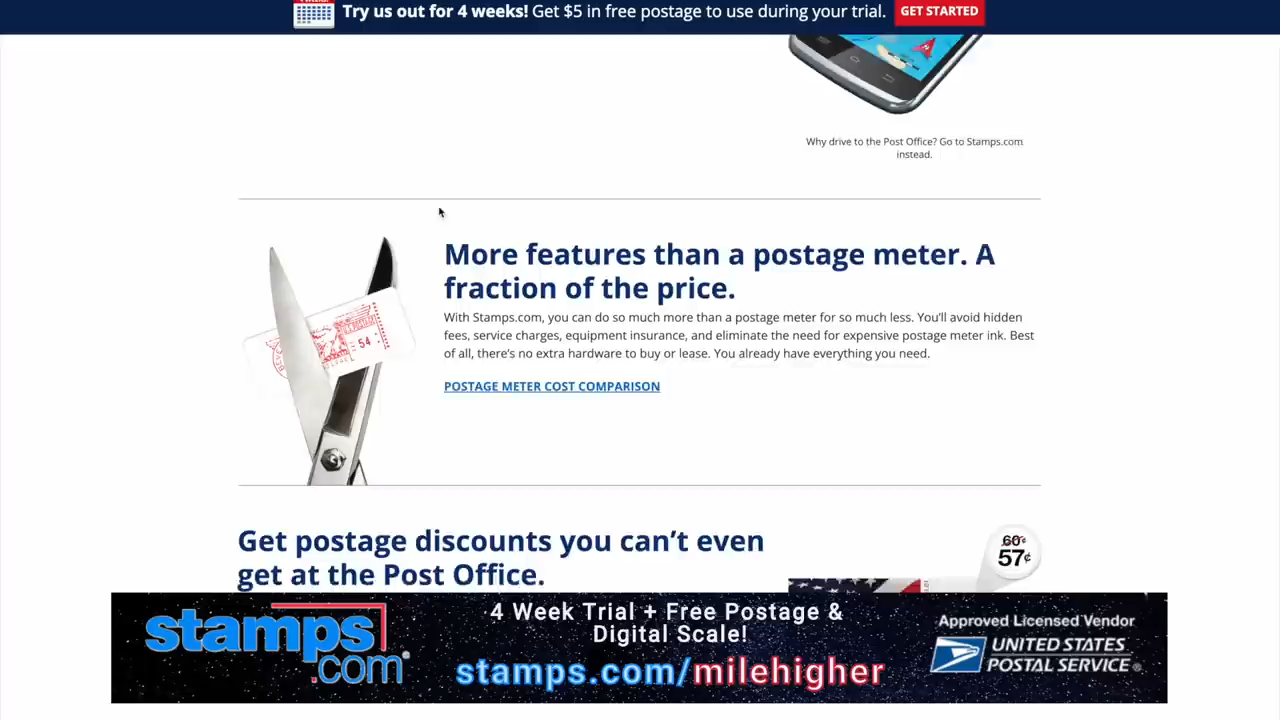 Try us out for 4 weeks! Get $5 in free postage to use during your trial. GET STARTED
Why drive to the Post Office? Go to Stamps.com
instead.
More features than a postage meter. A
fraction of the price.
With Stamps.com, you can do so much more than a postage meter for so much less. You'll avoid hidden
fees, service charges, equipment insurance, and eliminate the need for expensive postage meter ink. Best
of all, there's no extra hardware to buy or lease. You already have everything you need.
POSTAGE METER COST COMPARISON
54
Get postage discounts you can't even
get at the Post Office.
60¢
57¢
stamps
.com®
4 Week Trial + Free Postage &
Digital Scale!
stamps.com/milehigher
Approved Licensed Vendor
UNITED STATES
POSTAL SERVICE®